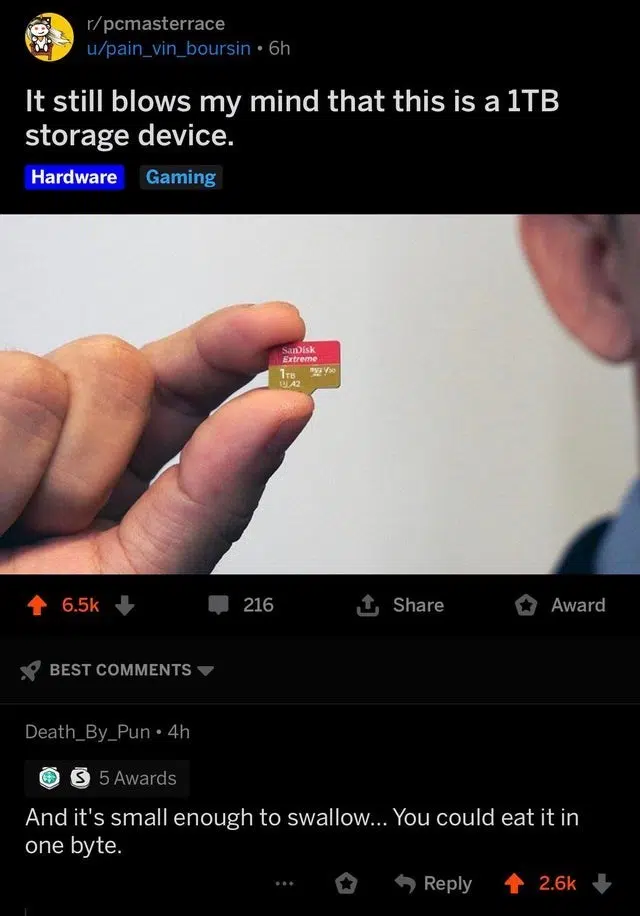 r/pcmasterrace
u/pain_vin_boursin • 6h
It still blows my mind that this is a 1TB
storage device.
Hardware Gaming
SanDisk
Extreme
1TB
A2
6.5k 216 Share Award
BEST COMMENTS
Death_By_Pun • 4h
5 Awards
And it's small enough to swallow... You could eat it in
one byte.
... Reply 2.6k